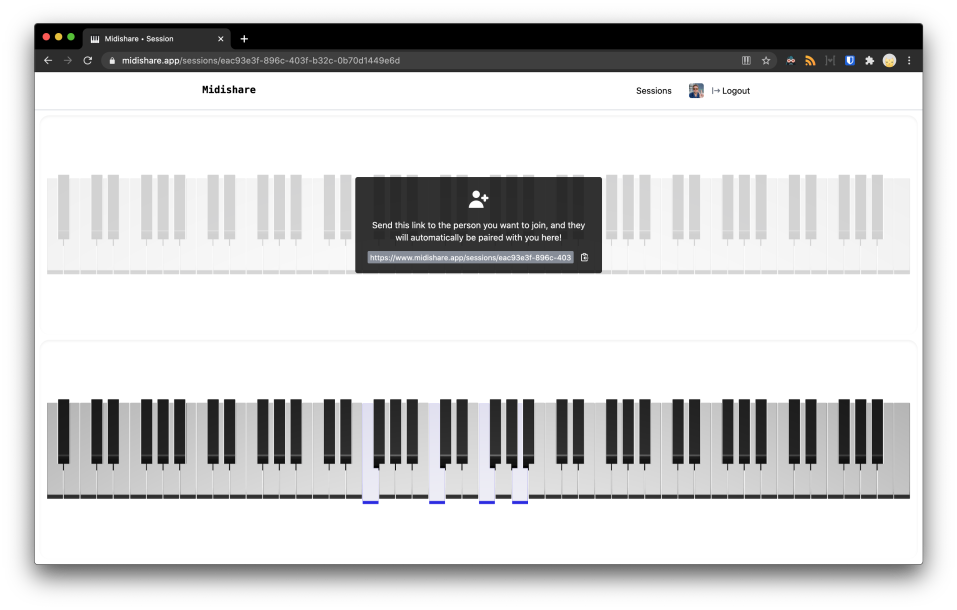 Midishare • Session
midishare.app/sessions/eac93e3f-896c-403f-b32c-0b70d1449e6d
Midishare
Sessions
Logout
Send this link to the person you want to join, and they
will automatically be paired with you here!
https://www.midishare.app/sessions/eac93e3f-896c-403